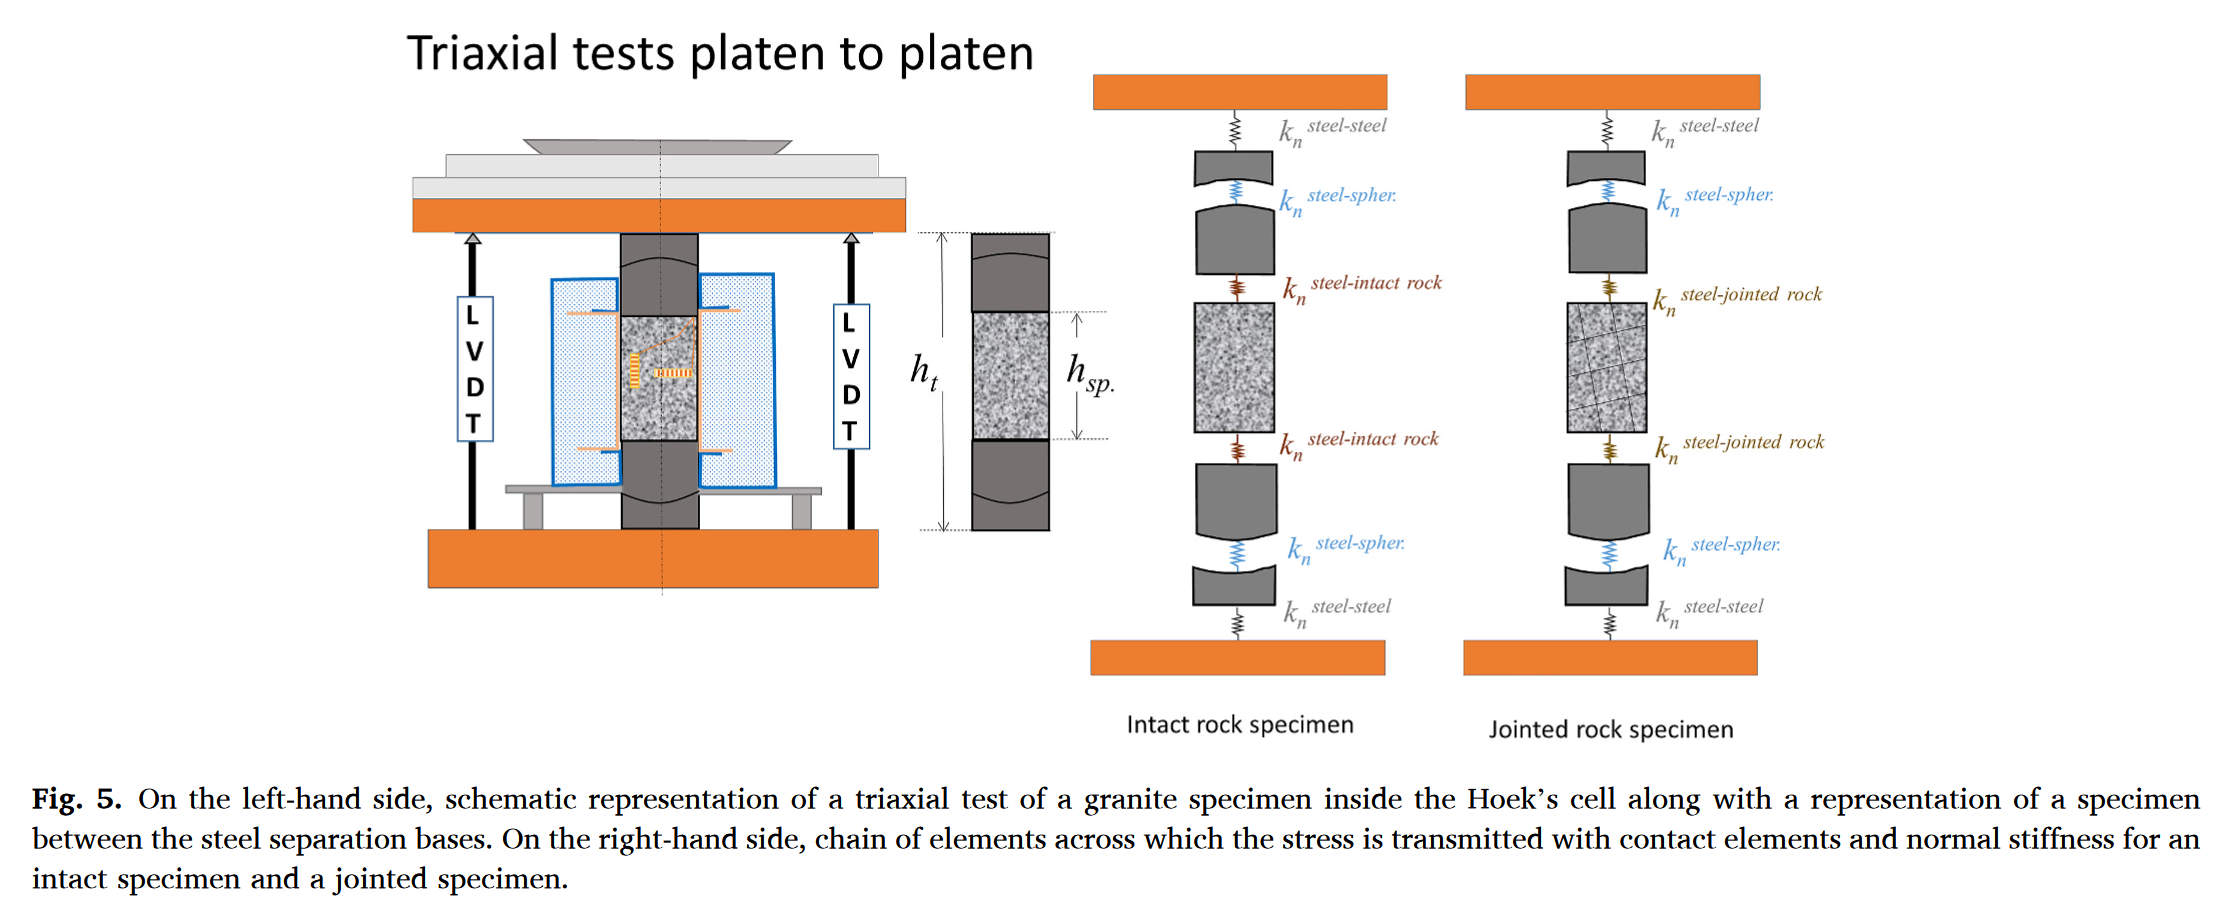 Triaxial tests platen to platen
L
V
D
T
L
V
D
T
h_t
h_sp.
k_n steel-steel
k_n steel-spher.
k_n steel-intact rock
k_n steel-intact rock
k_n steel-spher.
k_n steel-steel
Intact rock specimen
k_n steel-steel
k_n steel-spher.
k_n steel-jointed rock
k_n steel-jointed rock
k_n steel-spher.
k_n steel-steel
Jointed rock specimen
Fig. 5. On the left-hand side, schematic representation of a triaxial test of a granite specimen inside the Hoek's cell along with a representation of a specimen
between the steel separation bases. On the right-hand side, chain of elements across which the stress is transmitted with contact elements and normal stiffness for an
intact specimen and a jointed specimen.